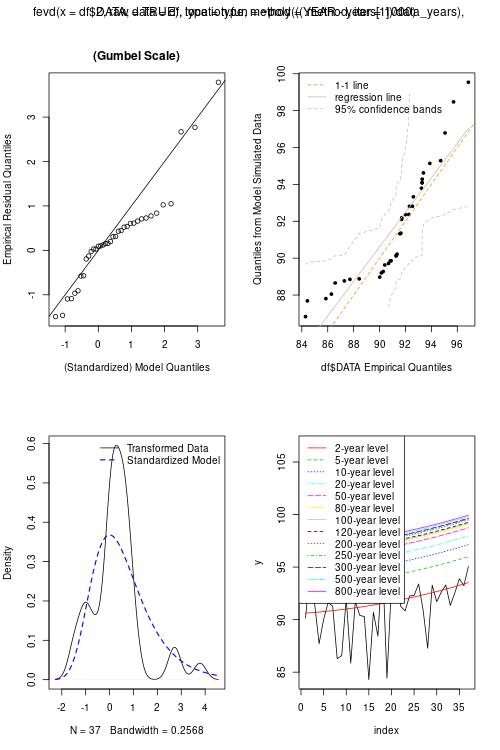 (Gumbel Scale)
Empirical Residual Quantiles
3
2
1
0
-1
-1 0 1 2 3
(Standardized) Model Quantiles
1-1 line
regression line
95% confidence bands
Quantiles from Model Simulated Data
100
98
96
94
92
90
88
84 86 88 90 92 94 96
df$DATA Empirical Quantiles
Transformed Data
Standardized Model
Density
0.6
0.5
0.4
0.3
0.2
0.1
0.0
-2 -1 0 1 2 3 4
N = 37 Bandwidth = 0.2568
2-year level
5-year level
10-year level
20-year level
50-year level
80-year level
100-year level
120-year level
200-year level
250-year level
300-year level
500-year level
800-year level
y
105
100
95
90
85
0 5 10 15 20 25 30 35
index